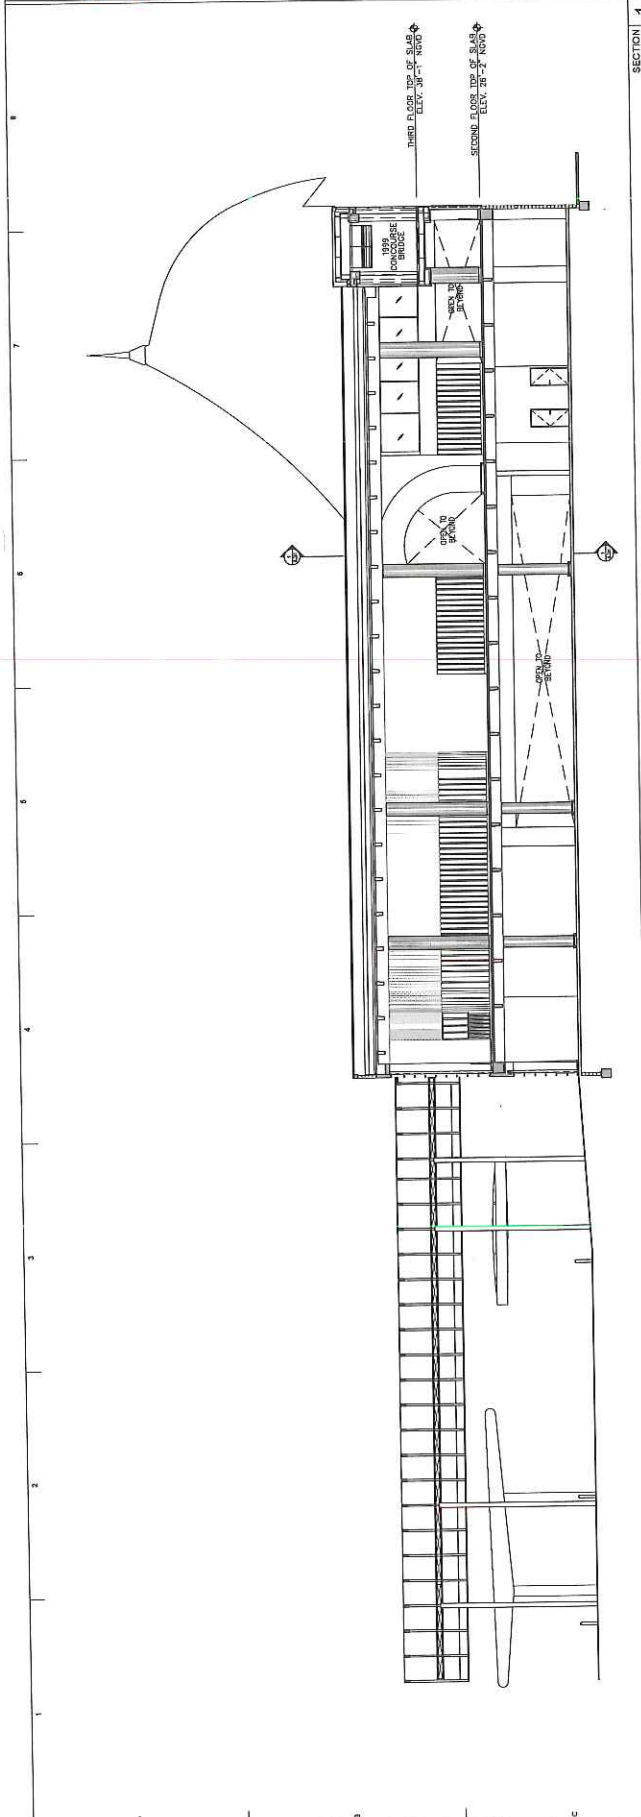 1
2
3
4
5
6
7
8
THIRD FLOOR TOP OF SLAB
ELEV. 38'-1" NGVD
SECOND FLOOR TOP OF SLAB
ELEV. 26'-2" NGVD
1999
CONCOURSE
BRIDGE
OPEN TO
BEYOND
OPEN TO
BEYOND
OPEN TO
BEYOND
C
SECTION